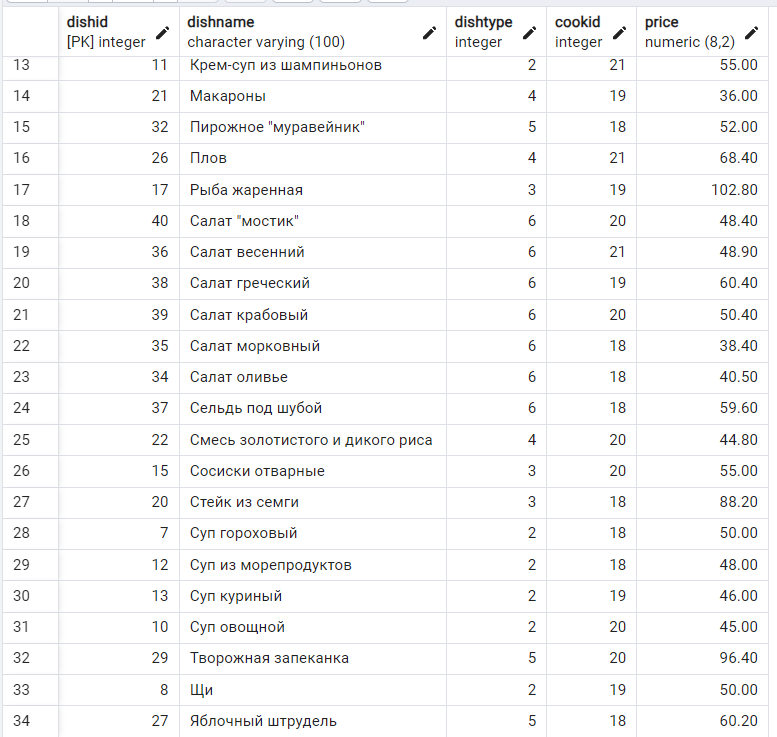 dishid dishname dishtype cookid price
[PK] integer character varying (100) integer integer numeric (8,2)
13 11 Крем-суп из шампиньонов 2 21 55.00
14 21 Макароны 4 19 36.00
15 32 Пирожное "муравейник" 5 18 52.00
16 26 Плов 4 21 68.40
17 17 Рыба жаренная 3 19 102.80
18 40 Салат "мостик" 6 20 48.40
19 36 Салат весенний 6 21 48.90
20 38 Салат греческий 6 19 60.40
21 39 Салат крабовый 6 20 50.40
22 35 Салат морковный 6 18 38.40
23 34 Салат оливье 6 18 40.50
24 37 Сельдь под шубой 6 18 59.60
25 22 Смесь золотистого и дикого риса 4 20 44.80
26 15 Сосиски отварные 3 20 55.00
27 20 Стейк из семги 3 18 88.20
28 7 Суп гороховый 2 18 50.00
29 12 Суп из морепродуктов 2 18 48.00
30 13 Суп куриный 2 19 46.00
31 10 Суп овощной 2 20 45.00
32 29 Творожная запеканка 5 20 96.40
33 8 Щи 2 19 50.00
34 27 Яблочный штрудель 5 18 60.20